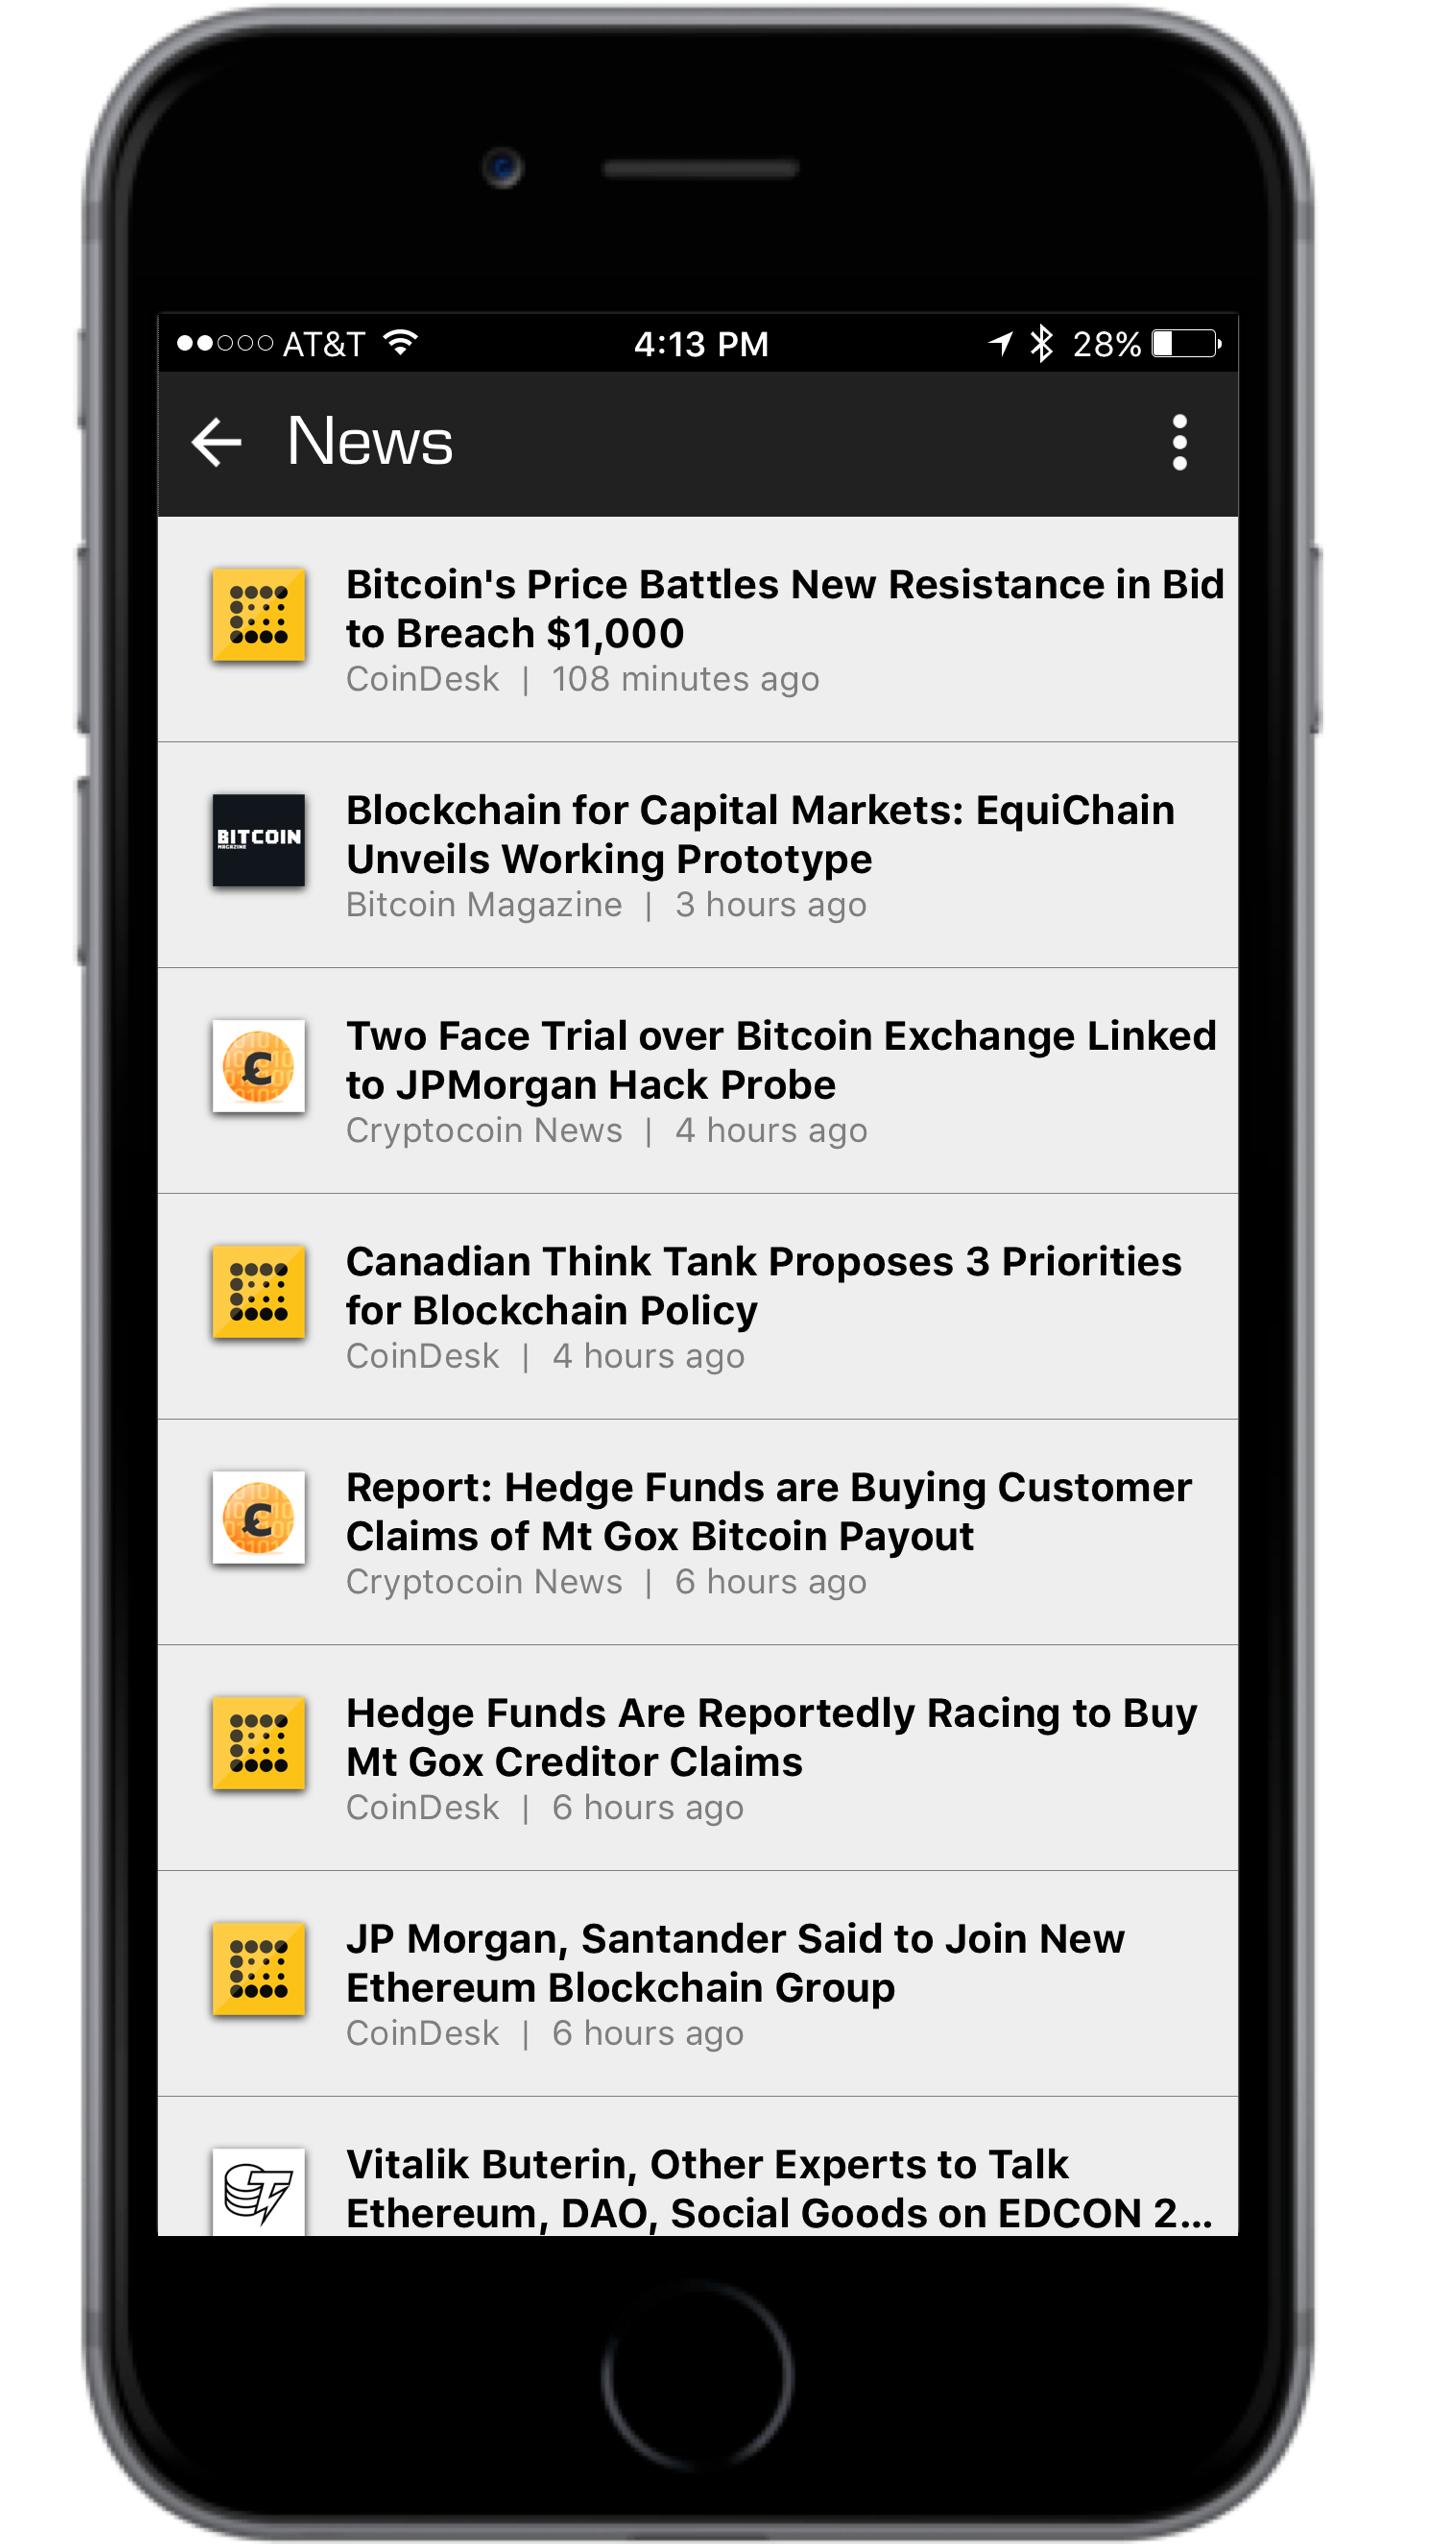 AT&T 4:13 PM 28%
News
Bitcoin's Price Battles New Resistance in Bid
to Breach $1,000
CoinDesk | 108 minutes ago
BITCOIN
MAGAZINE
Blockchain for Capital Markets: EquiChain
Unveils Working Prototype
Bitcoin Magazine | 3 hours ago
Two Face Trial over Bitcoin Exchange Linked
to JPMorgan Hack Probe
Cryptocoin News | 4 hours ago
Canadian Think Tank Proposes 3 Priorities
for Blockchain Policy
CoinDesk | 4 hours ago
Report: Hedge Funds are Buying Customer
Claims of Mt Gox Bitcoin Payout
Cryptocoin News | 6 hours ago
Hedge Funds Are Reportedly Racing to Buy
Mt Gox Creditor Claims
CoinDesk | 6 hours ago
JP Morgan, Santander Said to Join New
Ethereum Blockchain Group
CoinDesk | 6 hours ago
Vitalik Buterin, Other Experts to Talk
Ethereum, DAO, Social Goods on EDCON 2...